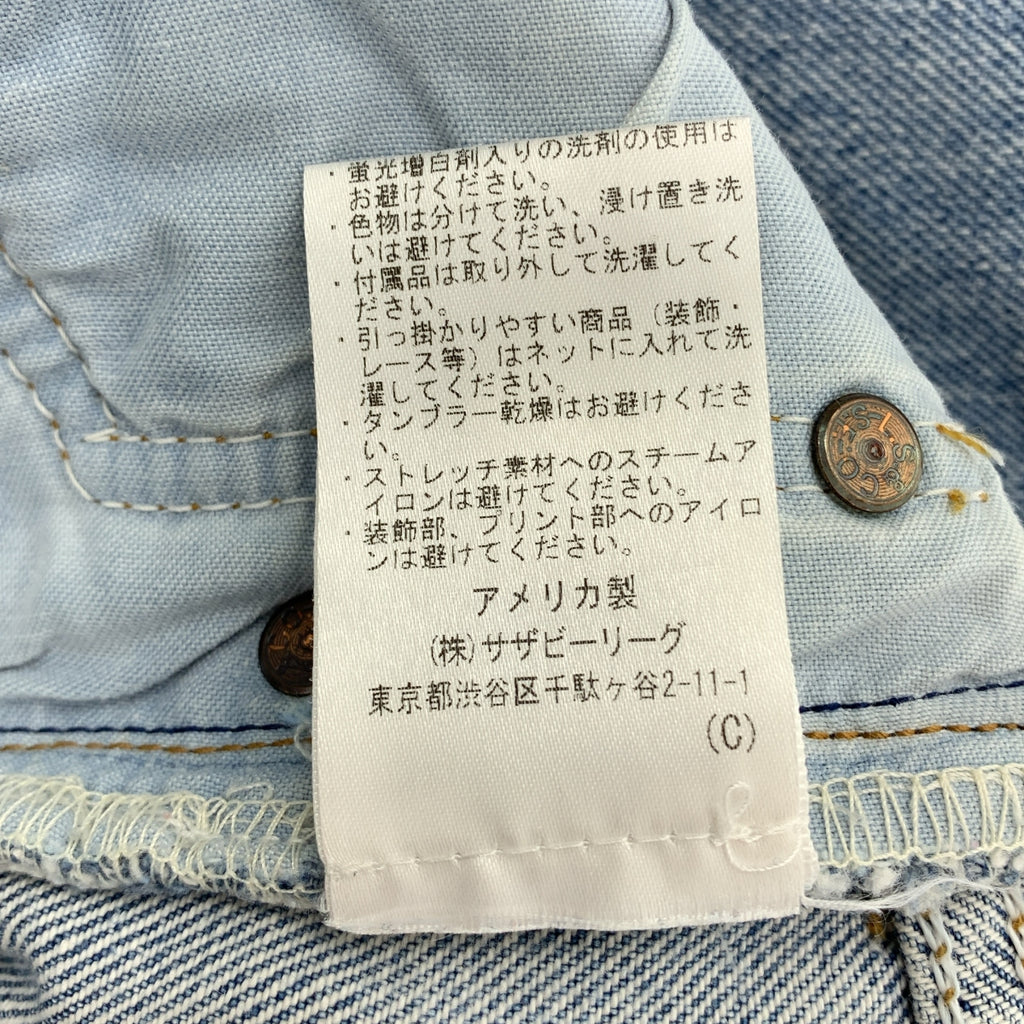 ・蛍光増白剤入りの洗剤の使用は
お避けください。
・色物は分けて洗い、浸け置き洗
いは避けてください。
・付属品は取り外して洗濯してく
ださい。
・引っ掛かりやすい商品（装飾・
レース等）はネットに入れて洗
濯してください。
・タンブラー乾燥はお避けくださ
い。
・ストレッチ素材へのスチームア
イロンは避けてください。
・装飾部、プリント部へのアイロ
ンは避けてください。
アメリカ製
(株)サザビーリーグ
東京都渋谷区千駄ヶ谷2-11-1
(C)